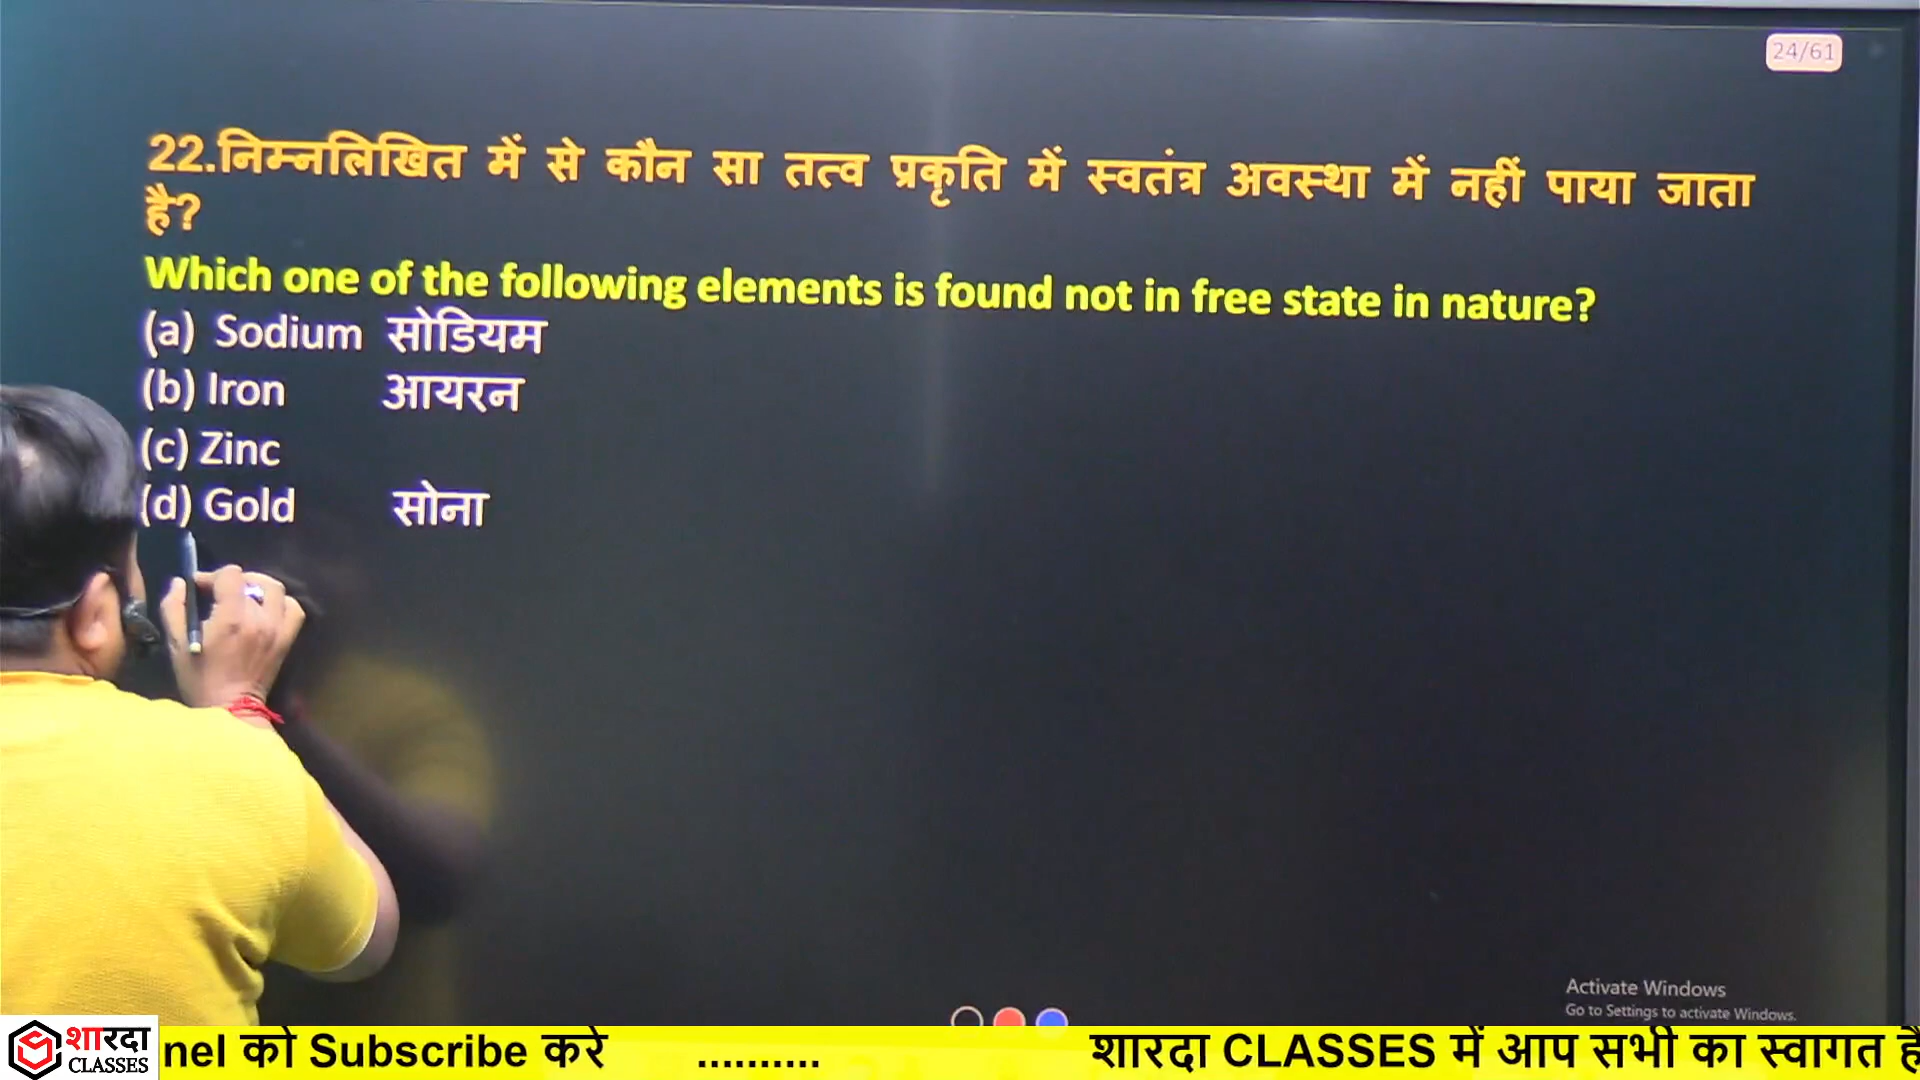 24/61
22.निम्नलिखित में से कौन सा तत्व प्रकृति में स्वतंत्र अवस्था में नहीं पाया जाता
है?
Which one of the following elements is found not in free state in nature?
(a) Sodium सोडियम
(b) Iron आयरन
(c) Zinc
(d) Gold सोना
Activate Windows
Go to Settings to activate Windows.
शारदा
CLASSES
nel को Subscribe करे .......... शारदा CLASSES में आप सभी का स्वागत है